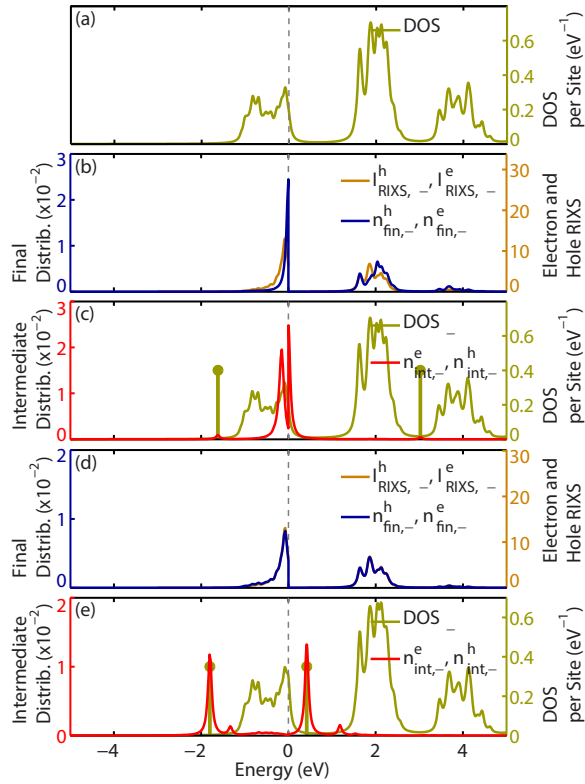 (a)
DOS
0.6
0.4
0.2
0
DOS
per Site (eV⁻¹)
(b)
3
2
1
0
Final
Distrib. (x10⁻²)
I^h_RIXS, _, I^e_RIXS, _
n^h_fin,_, n^e_fin,_
30
20
10
0
Electron and
Hole RIXS
(c)
3
2
1
0
Intermediate
Distrib. (x10⁻²)
DOS _
n^e_int,_, n^h_int,_
0.6
0.4
0.2
0
DOS
per Site (eV⁻¹)
(d)
2
1
0
Final
Distrib. (x10⁻²)
I^h_RIXS, _, I^e_RIXS, _
n^h_fin,_, n^e_fin,_
30
20
10
0
Electron and
Hole RIXS
(e)
2
1
0
Intermediate
Distrib. (x10⁻²)
DOS _
n^e_int,_, n^h_int,_
0.6
0.4
0.2
0
DOS
per Site (eV⁻¹)
−4 −2 0 2 4
Energy (eV)